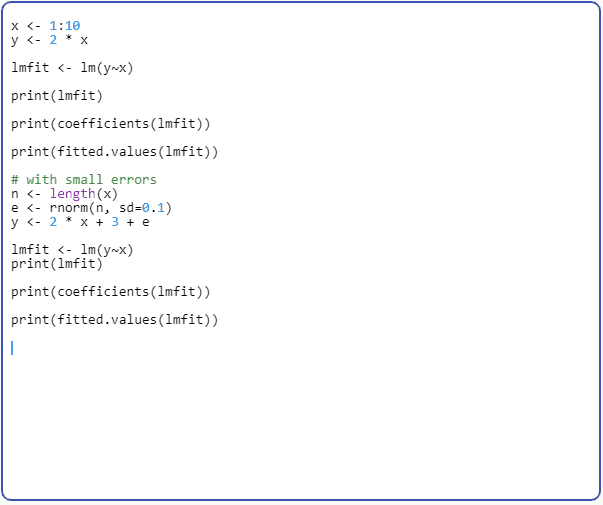 x <- 1:10
y <- 2 * x
lmfit <- lm(y~x)
print(lmfit)
print(coefficients(lmfit))
print(fitted.values(lmfit))
# with small errors
n <- length(x)
e <- rnorm(n, sd=0.1)
y <- 2 * x + 3 + e
lmfit <- lm(y~x)
print(lmfit)
print(coefficients(lmfit))
print(fitted.values(lmfit))